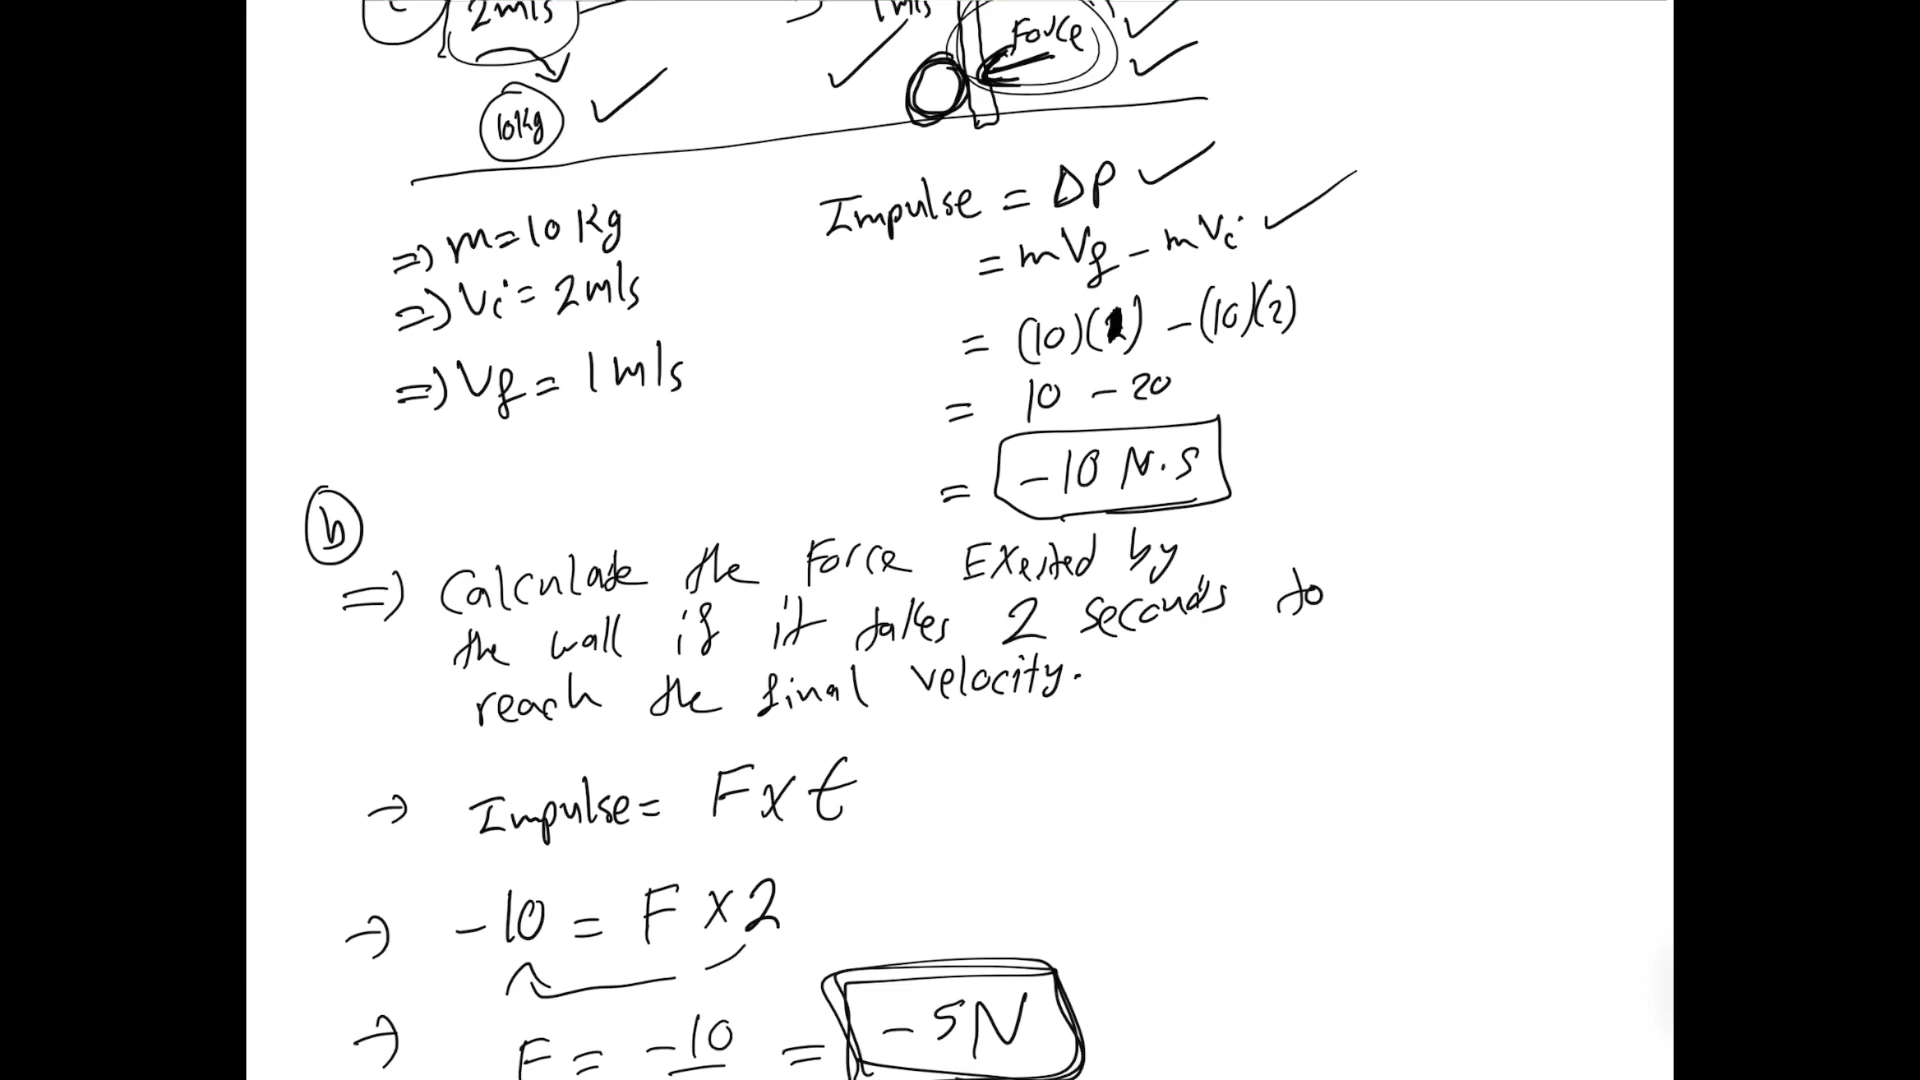 2m/s
1m/s
Force
10Kg
Impulse = ΔP
⇒ m=10 Kg
= mVf - mVi
⇒ Vi = 2m/s
= (10)(1) - (10)(2)
⇒ Vf = 1m/s
= 10 - 20
= -10 N.S
b
⇒ Calculate the Force Exerted by
the wall if it takes 2 seconds to
reach the final velocity.
→ Impulse = F x t
→ -10 = F x 2
→ F = -10 = -5N